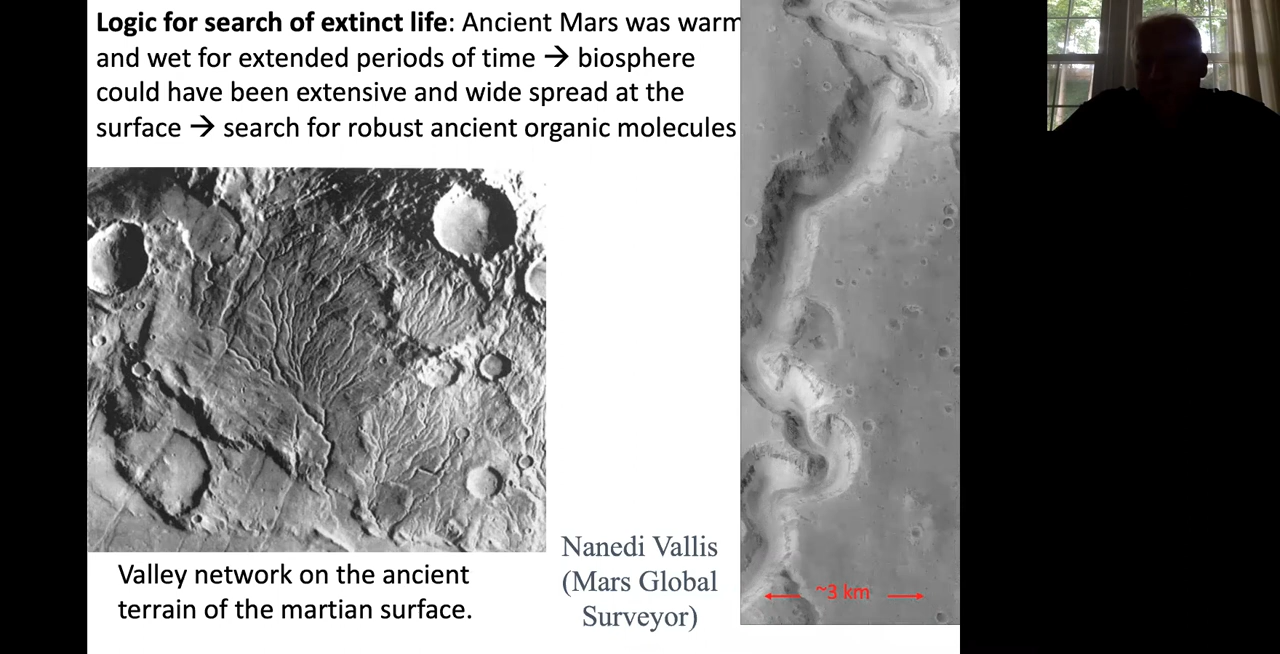 Logic for search of extinct life: Ancient Mars was warm
and wet for extended periods of time → biosphere
could have been extensive and wide spread at the
surface → search for robust ancient organic molecules
Valley network on the ancient
terrain of the martian surface.
Nanedi Vallis
(Mars Global
Surveyor)
~3 km